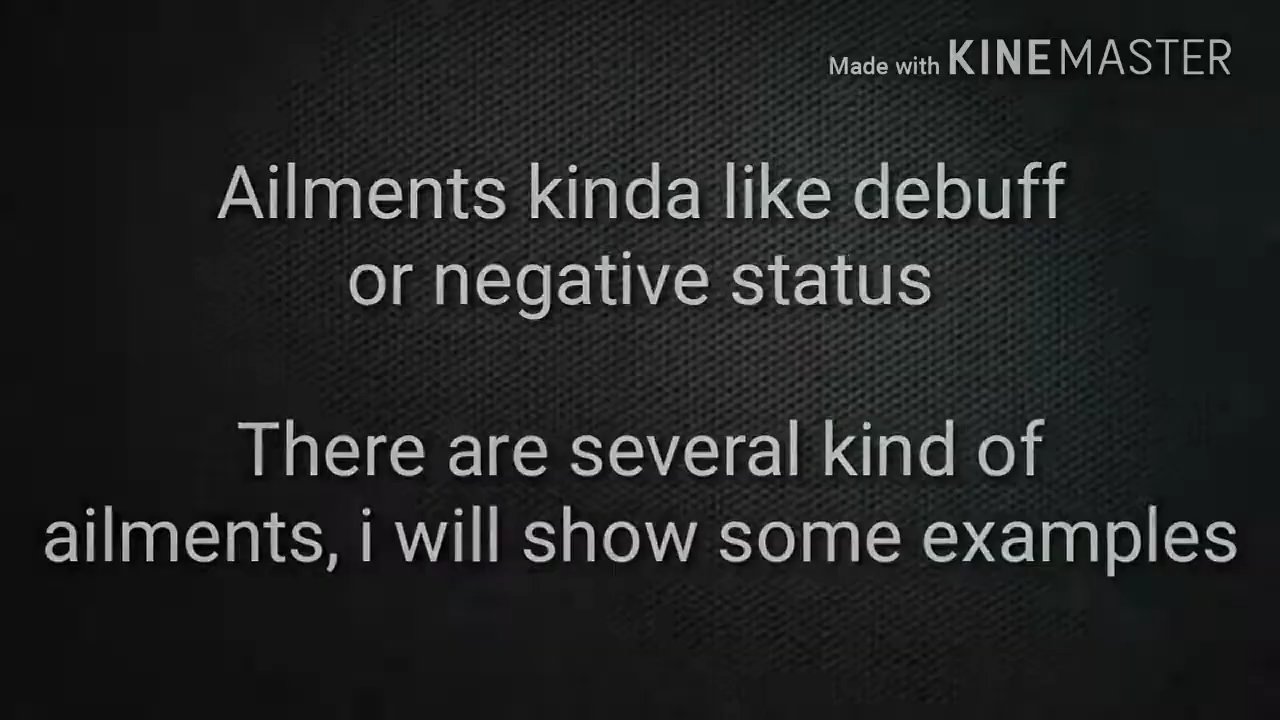 Made with KINEMASTER
Ailments kinda like debuff
or negative status
There are several kind of
ailments, i will show some examples